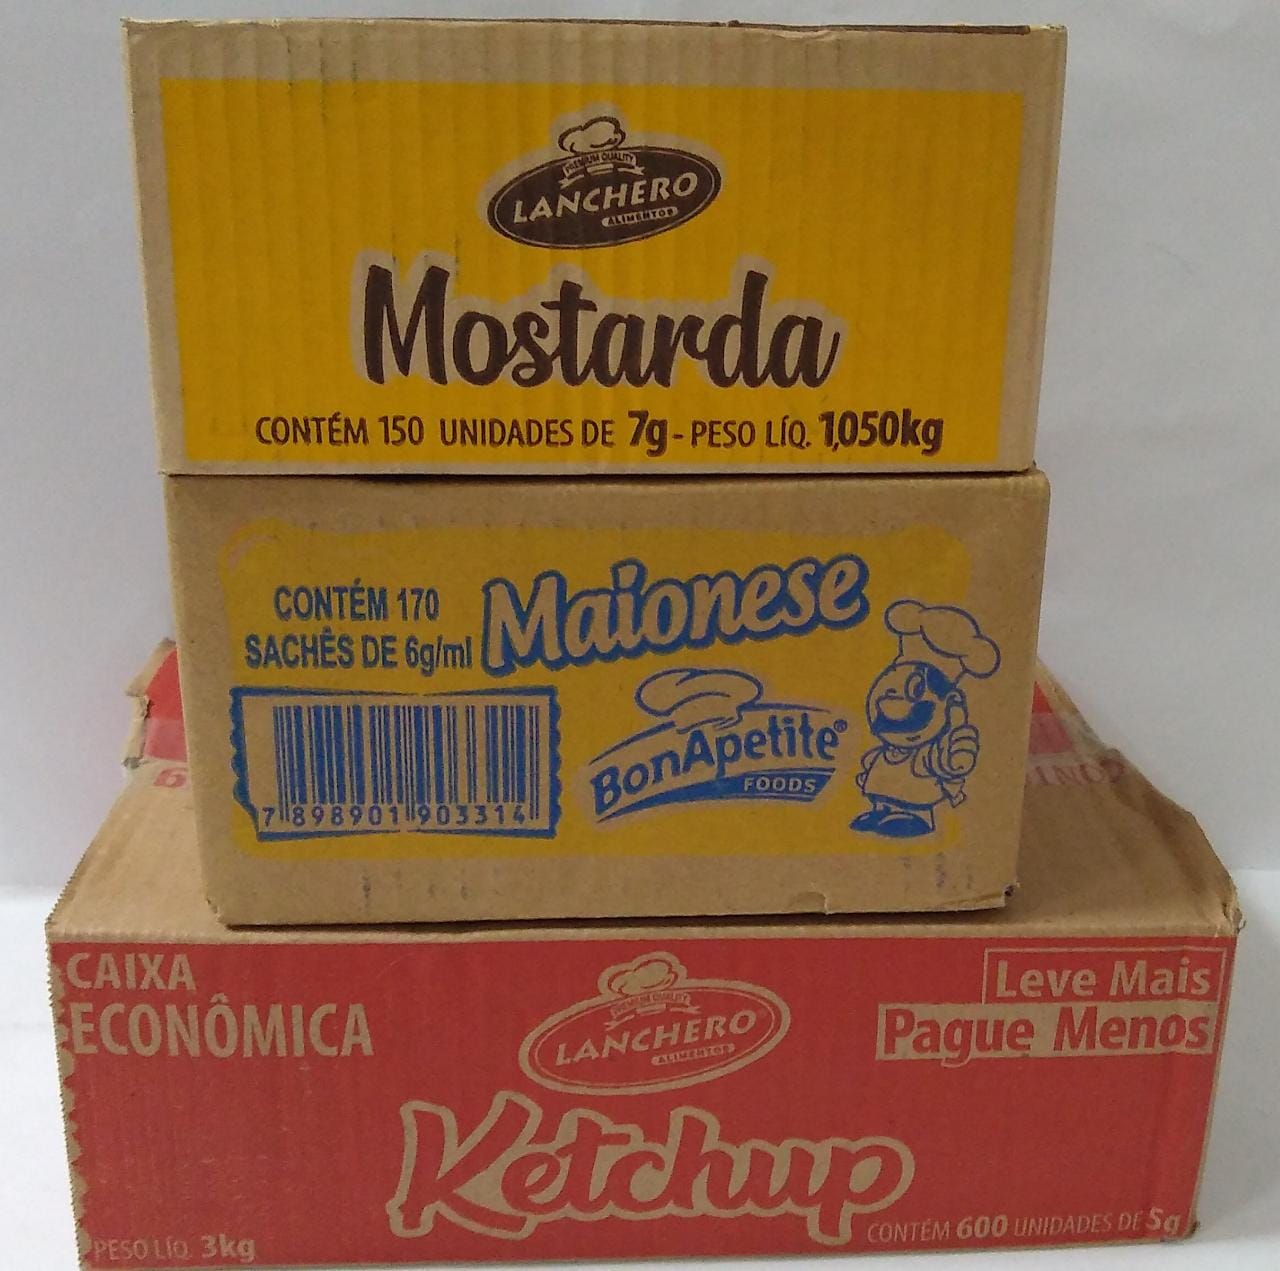 PREMIUM QUALITY
LANCHERO
ALIMENTOS
Mostarda
CONTÉM 150 UNIDADES DE 7g - PESO LÍQ. 1,050kg
CONTÉM 170
SACHÊS DE 6g/ml
Maionese
BonApetite®
FOODS
7 898901 903314
CAIXA
ECONÔMICA
PREMIUM QUALITY
LANCHERO
ALIMENTOS
Leve Mais
Pague Menos
Ketchup
PESO LÍQ. 3kg
CONTÉM 600 UNIDADES DE 5g